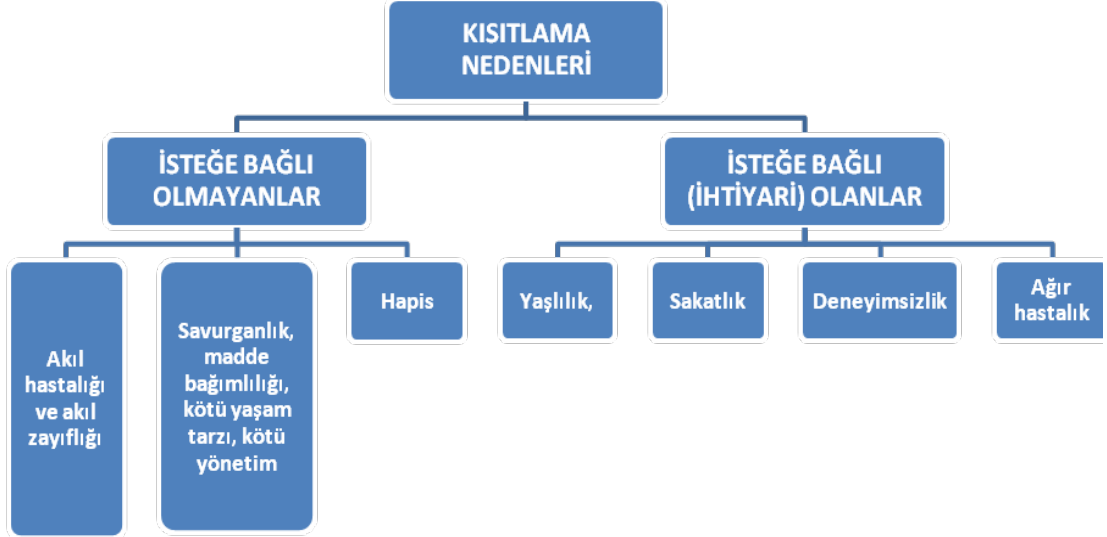 KISITLAMA
NEDENLERİ
İSTEĞE BAĞLI
OLMAYANLAR
İSTEĞE BAĞLI
(İHTİYARİ) OLANLAR
Akıl
hastalığı
ve akıl
zayıflığı
Savurganlık,
madde
bağımlılığı,
kötü yaşam
tarzı, kötü
yönetim
Hapis
Yaşlılık,
Sakatlık
Deneyimsizlik
Ağır
hastalık